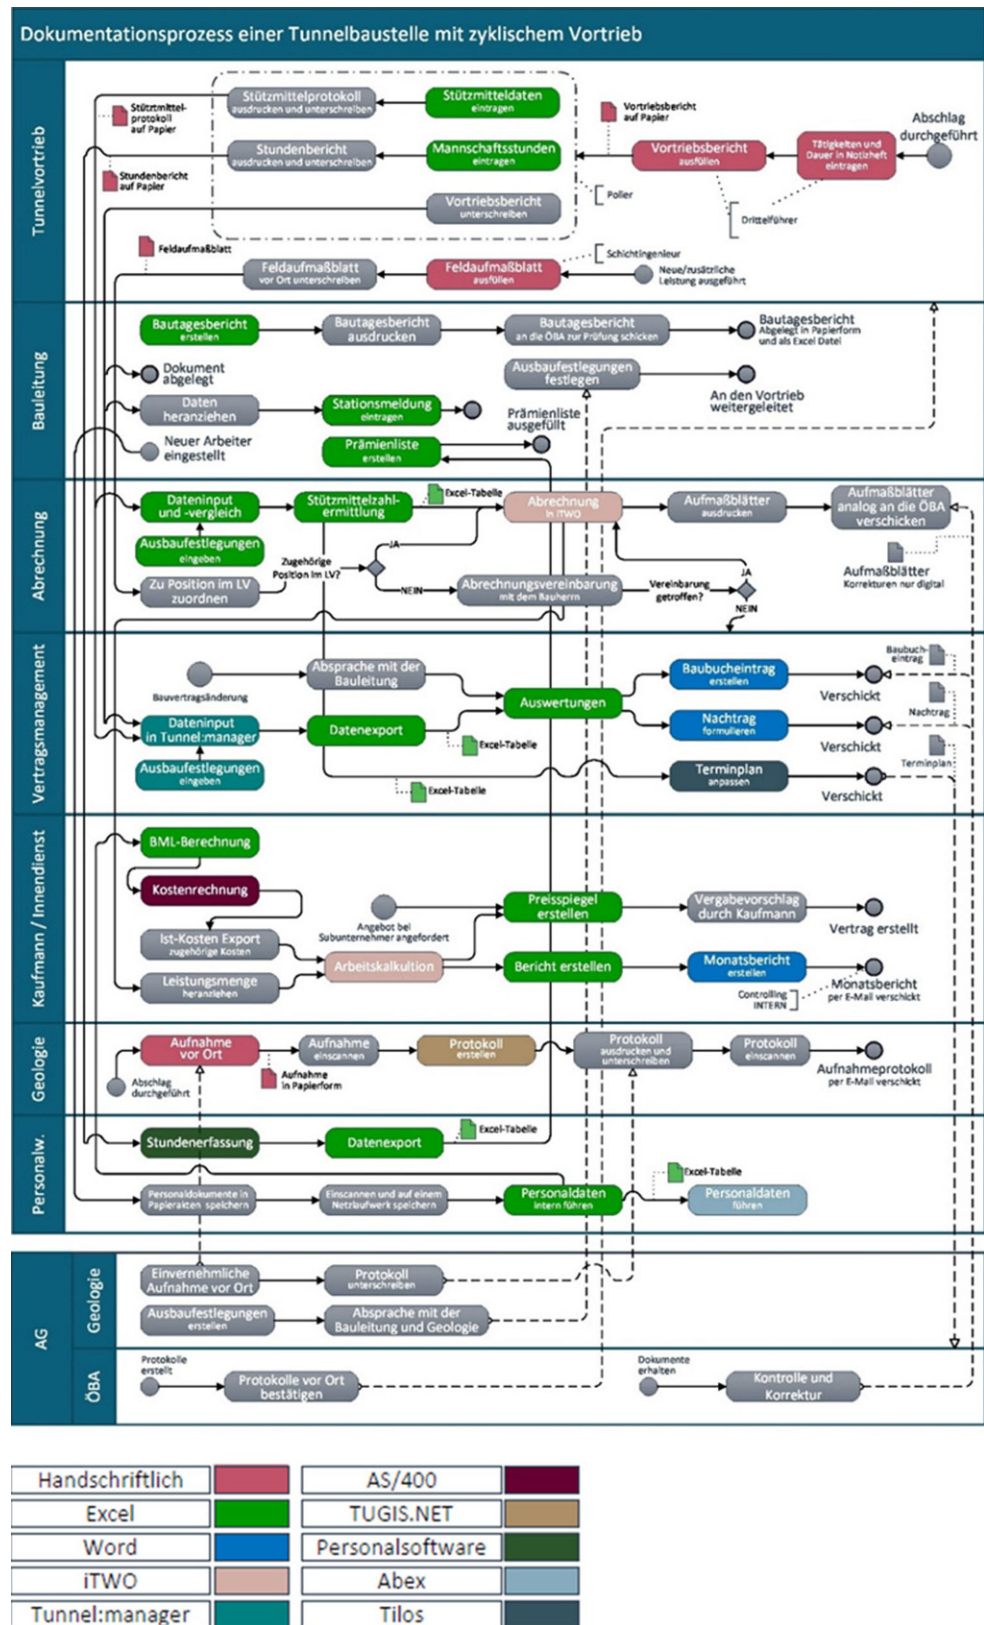 Dokumentationsprozess einer Tunnelbaustelle mit zyklischem Vortrieb
Tunnelvortrieb
Stützmittel-
protokoll
auf Papier
Stützmittelprotokoll
ausdrucken und unterschreiben
Stützmitteldaten
eintragen
Vortriebsbericht
auf Papier
Abschlag
durchgeführt
Stundenbericht
ausdrucken und unterschreiben
Mannschaftsstunden
eintragen
Vortriebsbericht
ausfüllen
Tätigkeiten und
Dauer in Notizheft
eintragen
Stundenbericht
auf Papier
Vortriebsbericht
unterschreiben
Polier
Drittelführer
Feldaufmaßblatt
Feldaufmaßblatt
vor Ort unterschreiben
Feldaufmaßblatt
ausfüllen
Schichtingenieur
Neue/zusätzliche
Leistung ausgeführt
Bauleitung
Bautagesbericht
erstellen
Bautagesbericht
ausdrucken
Bautagesbericht
an die ÖBA zur Prüfung schicken
Bautagesbericht
Abgelegt in Papierform
und als Excel Datei
Dokument
abgelegt
Ausbaufestlegungen
festlegen
An den Vortrieb
weitergeleitet
Daten
heranziehen
Stationsmeldung
eintragen
Prämienliste
ausgefüllt
Neuer Arbeiter
eingestellt
Prämienliste
erstellen
Abrechnung
Dateninput
und -vergleich
Stützmittelzahl-
ermittlung
Excel-Tabelle
Abrechnung
in iTWO
Aufmaßblätter
ausdrucken
Aufmaßblätter
analog an die ÖBA
verschicken
Ausbaufestlegungen
eingeben
Zugehörige
Position im LV?
JA
Aufmaßblätter
Korrekturen nur digital
Zu Position im LV
zuordnen
NEIN
Abrechnungsvereinbarung
mit dem Bauherrn
Vereinbarung
getroffen?
JA
NEIN
Vertragsmanagement
Bauvertragsänderung
Absprache mit der
Bauleitung
Auswertungen
Baubucheintrag
erstellen
Baubuch-
eintrag
Verschickt
Dateninput
in Tunnel:manager
Datenexport
Excel-Tabelle
Nachtrag
formulieren
Nachtrag
Verschickt
Ausbaufestlegungen
eingeben
Excel-Tabelle
Terminplan
anpassen
Terminplan
Verschickt
Kaufmann / Innendienst
BML-Berechnung
Kostenrechnung
Angebot bei
Subunternehmer angefordert
Preisspiegel
erstellen
Vergabevorschlag
durch Kaufmann
Vertrag erstellt
Ist-Kosten Export
zugehörige Kosten
Arbeitskalkultion
Bericht erstellen
Monatsbericht
erstellen
Leistungsmenge
heranziehen
Controlling
INTERN
Monatsbericht
per E-Mail verschickt
Geologie
Abschlag
durchgeführt
Aufnahme
vor Ort
Aufnahme
in Papierform
Aufnahme
einscannen
Protokoll
erstellen
Protokoll
ausdrucken und
unterschreiben
Protokoll
einscannen
Aufnahmeprotokoll
per E-Mail verschickt
Personalw.
Stundenerfassung
Datenexport
Excel-Tabelle
Personaldokumente in
Papierakten speichern
Einscannen und auf einem
Netzlaufwerk speichern
Personaldaten
intern führen
Excel-Tabelle
Personaldaten
führen
AG
Geologie
Einvernehmliche
Aufnahme vor Ort
Protokoll
unterschreiben
Ausbaufestlegungen
erstellen
Absprache mit der
Bauleitung und Geologie
ÖBA
Protokolle
erstellt
Protokolle vor Ort
bestätigen
Dokumente
erhalten
Kontrolle und
Korrektur
Handschriftlich
AS/400
Excel
TUGIS.NET
Word
Personalsoftware
iTWO
Abex
Tunnel:manager
Tilos